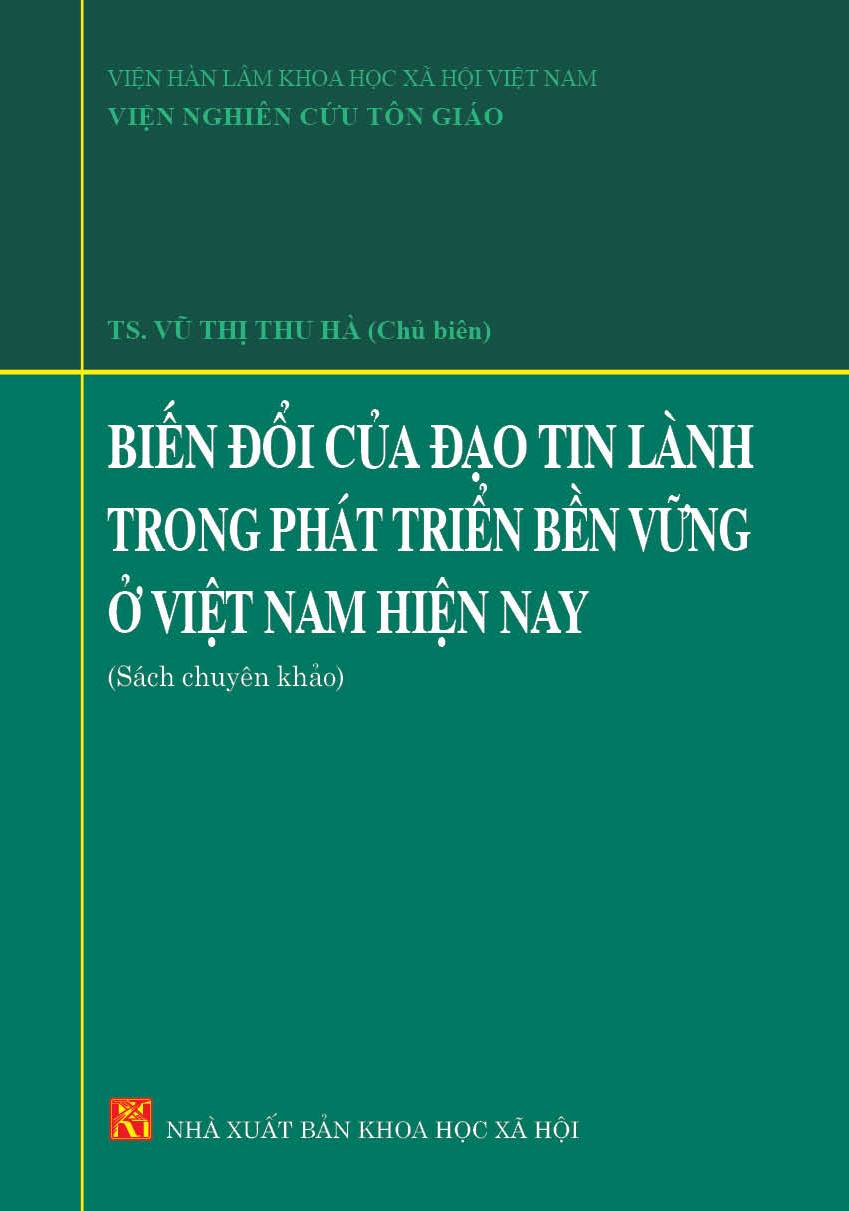 VIỆN HÀN LÂM KHOA HỌC XÃ HỘI VIỆT NAM
VIỆN NGHIÊN CỨU TÔN GIÁO
TS. VŨ THỊ THU HÀ (Chủ biên)
BIẾN ĐỔI CỦA ĐẠO TIN LÀNH
TRONG PHÁT TRIỂN BỀN VỮNG
Ở VIỆT NAM HIỆN NAY
(Sách chuyên khảo)
NHÀ XUẤT BẢN KHOA HỌC XÃ HỘI